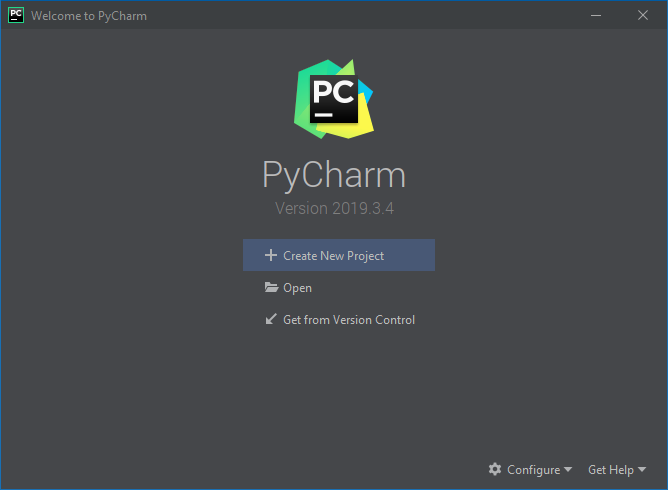 PC
Welcome to PyCharm
PC
PyCharm
Version 2019.3.4
Create New Project
Open
Get from Version Control
Configure
Get Help